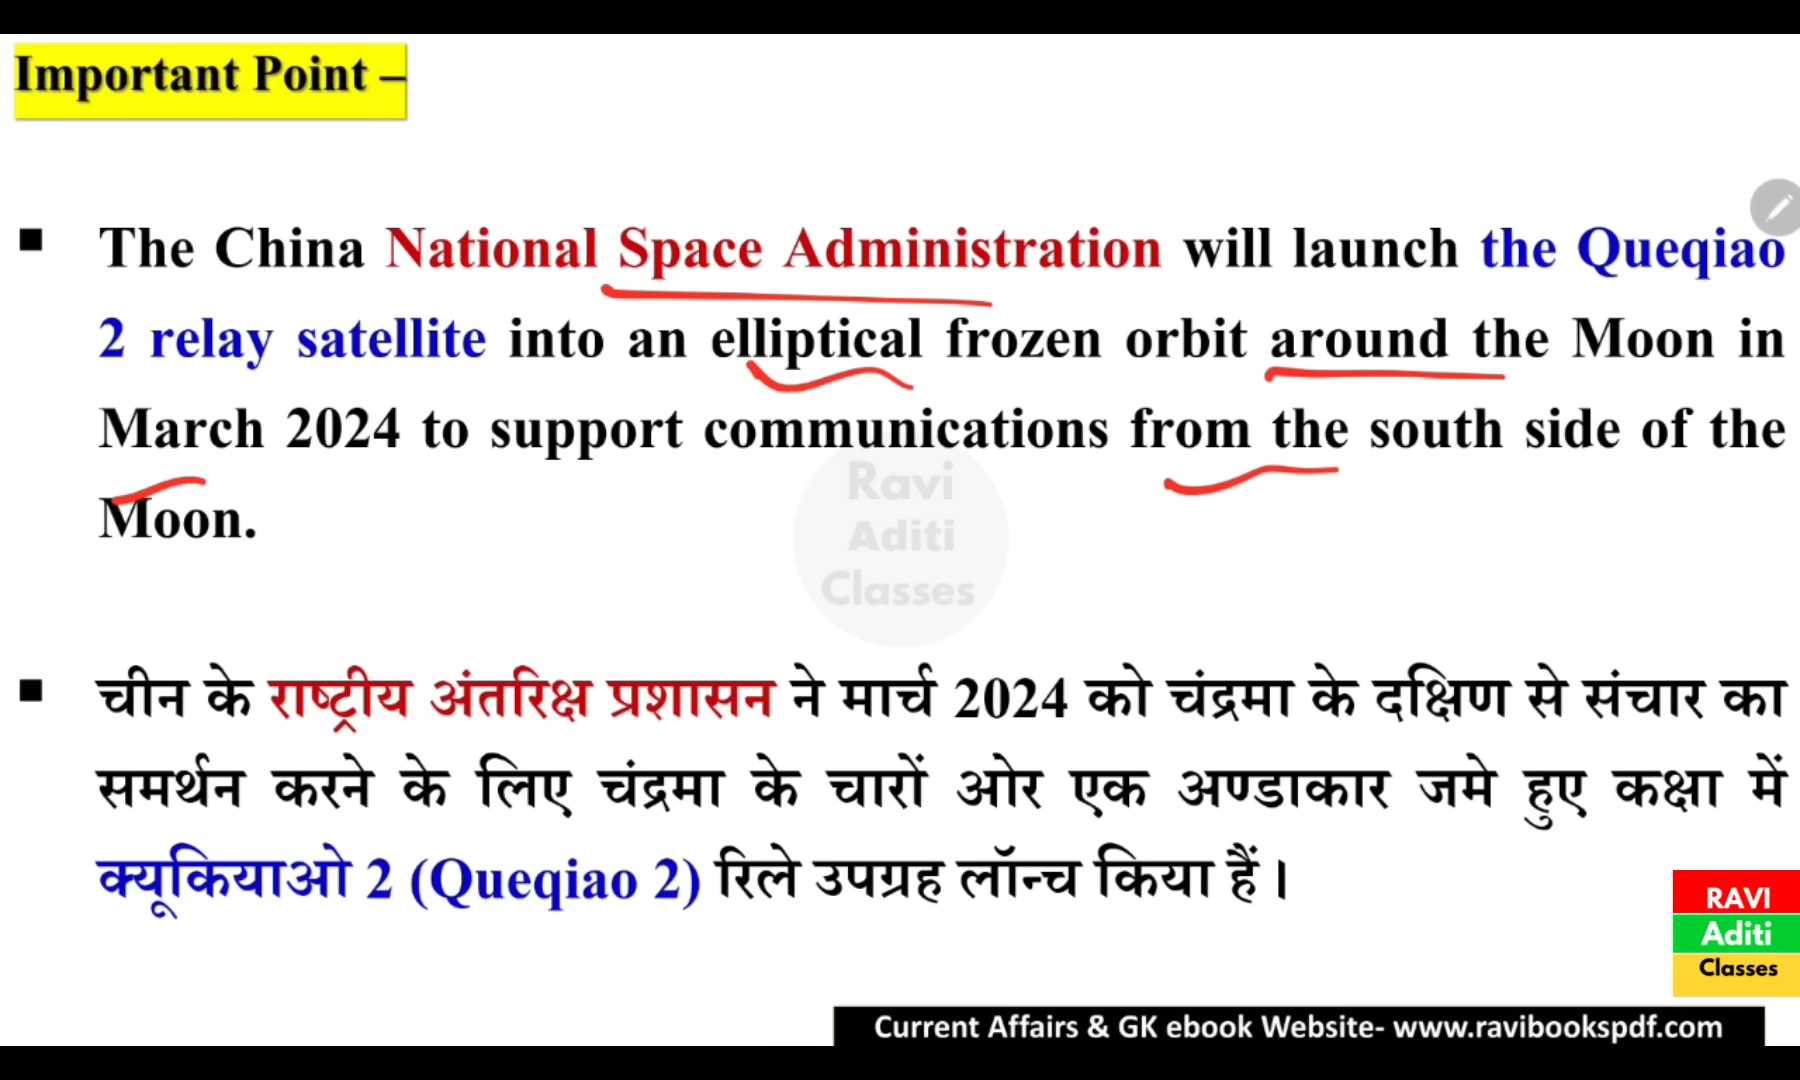 Important Point –
▪ The China National Space Administration will launch the Queqiao
2 relay satellite into an elliptical frozen orbit around the Moon in
March 2024 to support communications from the south side of the
Moon.
Ravi
Aditi
Classes
▪ चीन के राष्ट्रीय अंतरिक्ष प्रशासन ने मार्च 2024 को चंद्रमा के दक्षिण से संचार का
समर्थन करने के लिए चंद्रमा के चारों ओर एक अण्डाकार जमे हुए कक्षा में
क्यूकियाओ 2 (Queqiao 2) रिले उपग्रह लॉन्च किया हैं।
RAVI
Aditi
Classes
Current Affairs & GK ebook Website- www.ravibookspdf.com